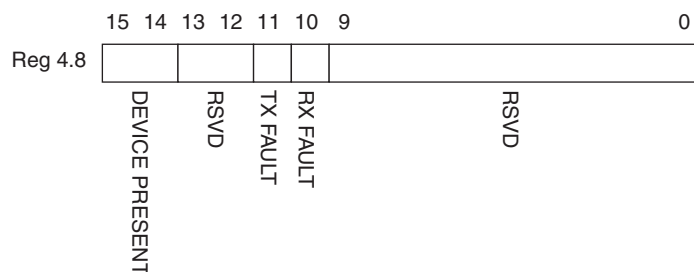 15 14 13 12 11 10 9 0
Reg 4.8
DEVICE PRESENT
RSVD
TX FAULT
RX FAULT
RSVD